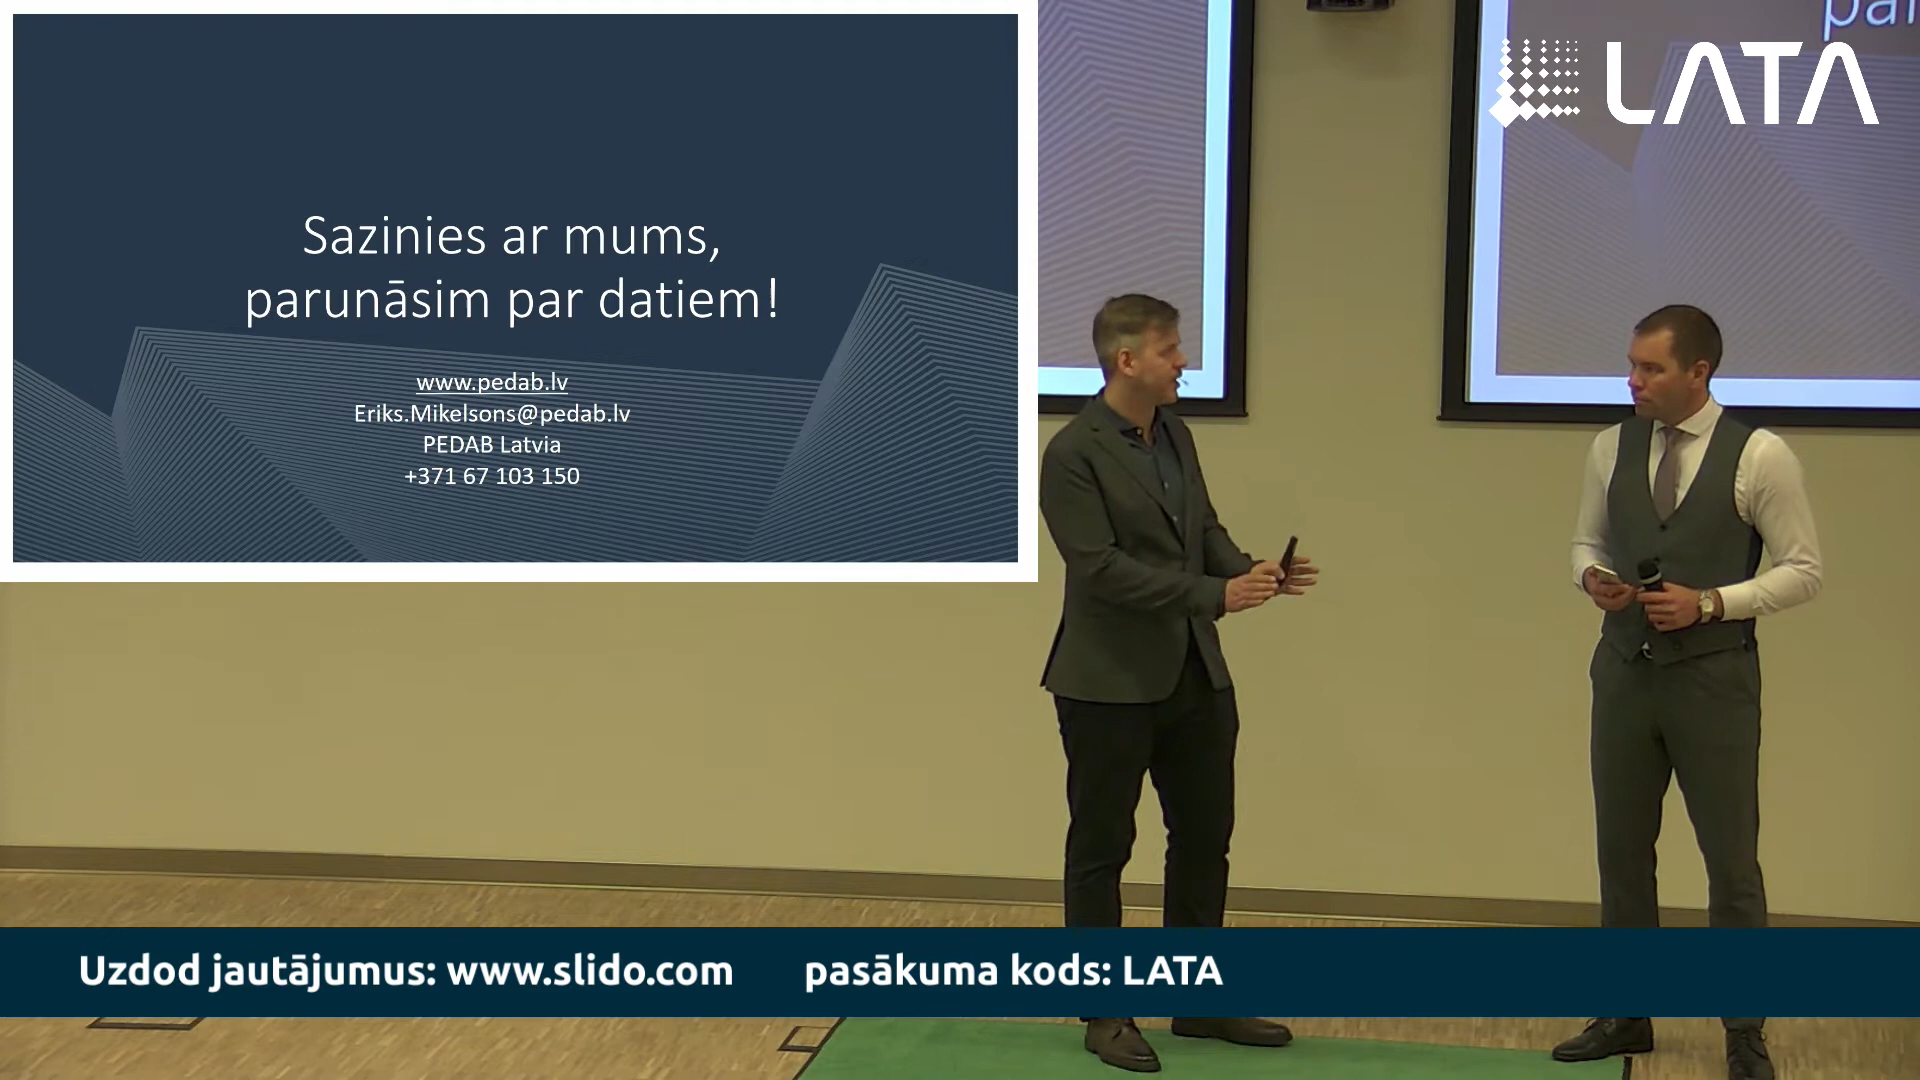 Sazinies ar mums,
parunāsim par datiem!
www.pedab.lv
Eriks.Mikelsons@pedab.lv
PEDAB Latvia
+371 67 103 150
LATA
Uzdod jautājumus: www.slido.com pasākuma kods: LATA